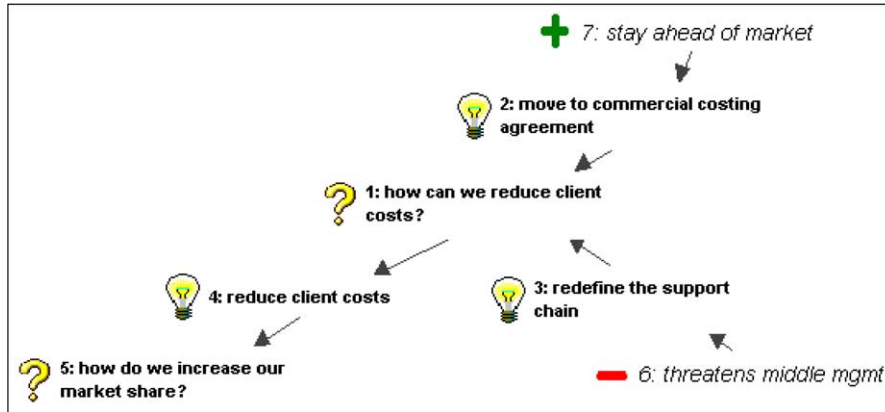 7: stay ahead of market
2: move to commercial costing
agreement
1: how can we reduce client
costs?
4: reduce client costs
3: redefine the support
chain
5: how do we increase our
market share?
6: threatens middle mgmt